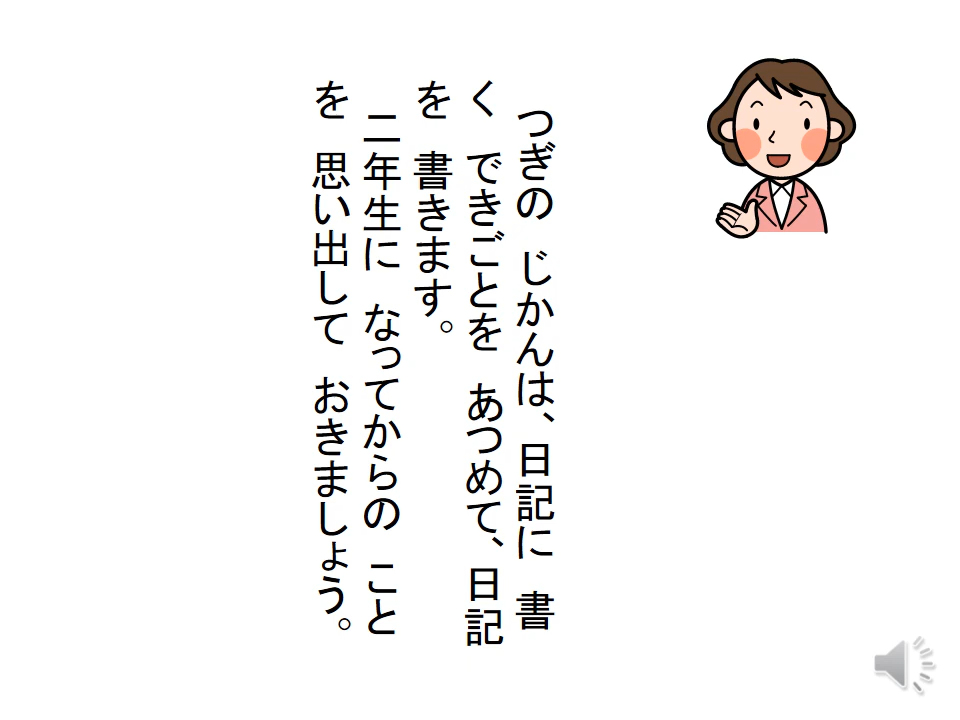 つぎの じかんは、日記に 書
く できごとを あつめて、日記
を 書きます。
二年生に なってからの こと
を 思い出して おきましょう。